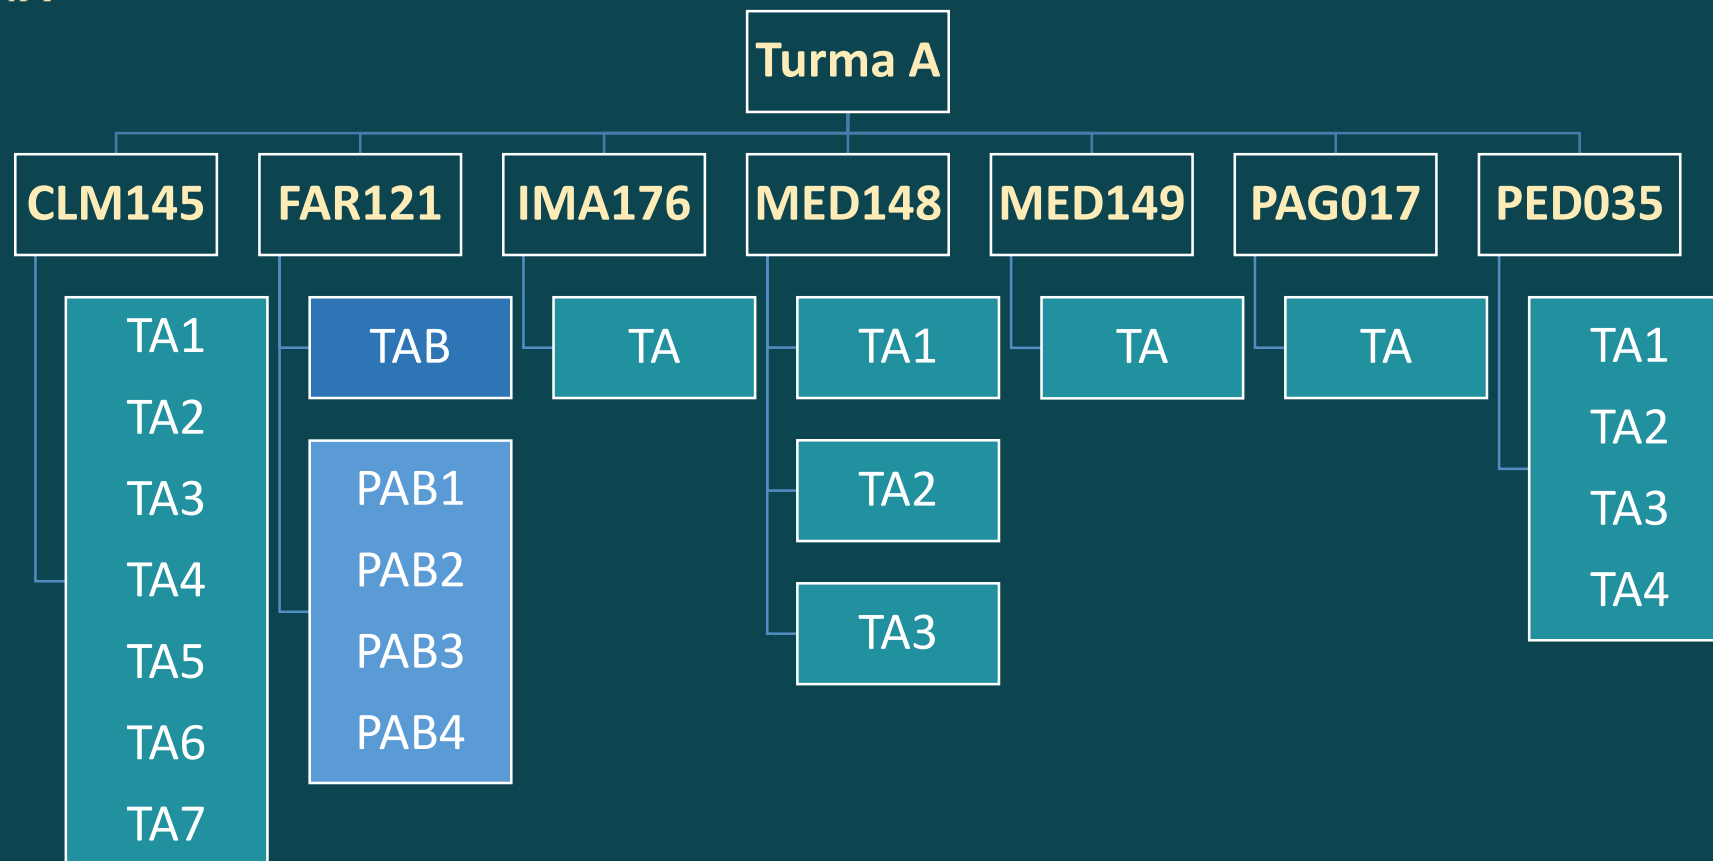 Turma A
CLM145
TA1
TA2
TA3
TA4
TA5
TA6
TA7
FAR121
TAB
PAB1
PAB2
PAB3
PAB4
IMA176
TA
MED148
TA1
TA2
TA3
MED149
TA
PAG017
TA
PED035
TA1
TA2
TA3
TA4